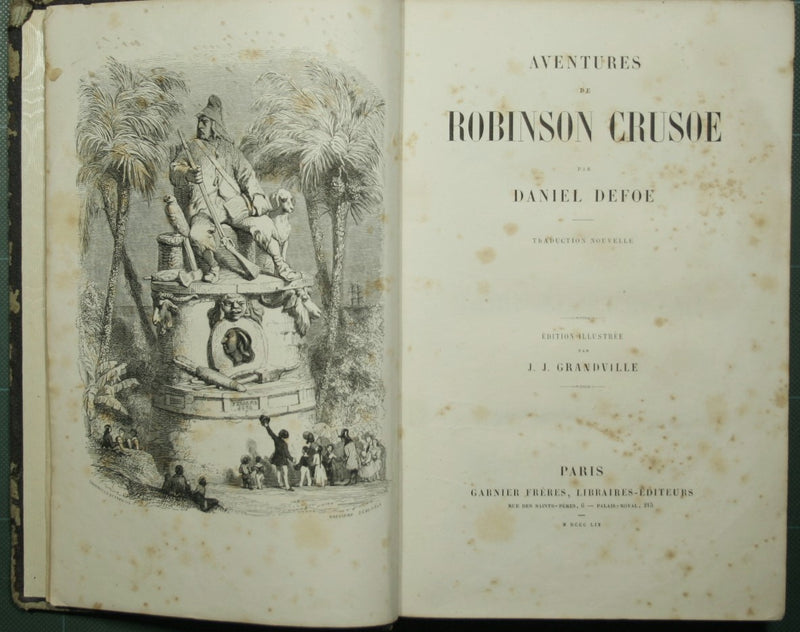 AVENTURES
DE
ROBINSON CRUSOE
PAR
DANIEL DEFOE
TRADUCTION NOUVELLE
ÉDITION ILLUSTRÉE
PAR
J. J. GRANDVILLE
PARIS
GARNIER FRÈRES, LIBRAIRES-ÉDITEURS
RUE DES SAINTS-PÈRES, 6 — PALAIS-ROYAL, 215
M DCCC LIX